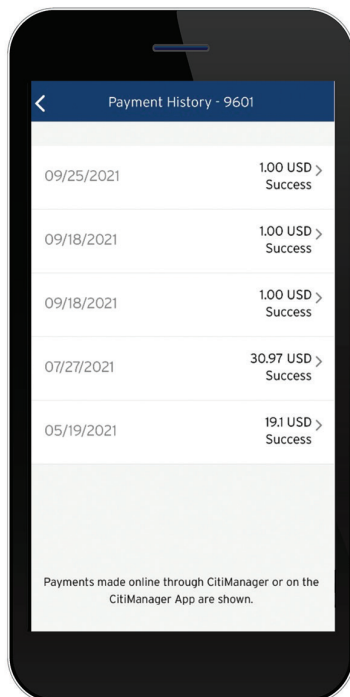 Payment History - 9601
09/25/2021
1.00 USD
Success
09/18/2021
1.00 USD
Success
09/18/2021
1.00 USD
Success
07/27/2021
30.97 USD
Success
05/19/2021
19.1 USD
Success
Payments made online through CitiManager or on the
CitiManager App are shown.